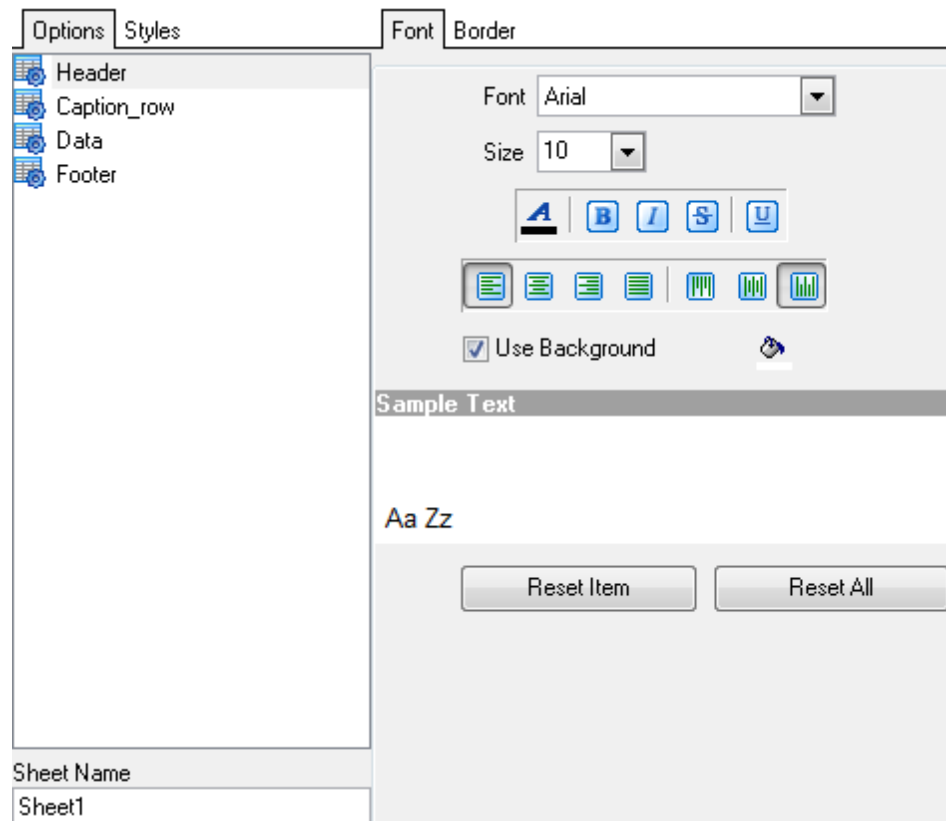 Options Styles
Header
Caption_row
Data
Footer
Sheet Name
Sheet1
Font Border
Font Arial
Size 10
A B I S U
Use Background
Sample Text
Aa Zz
Reset Item Reset All